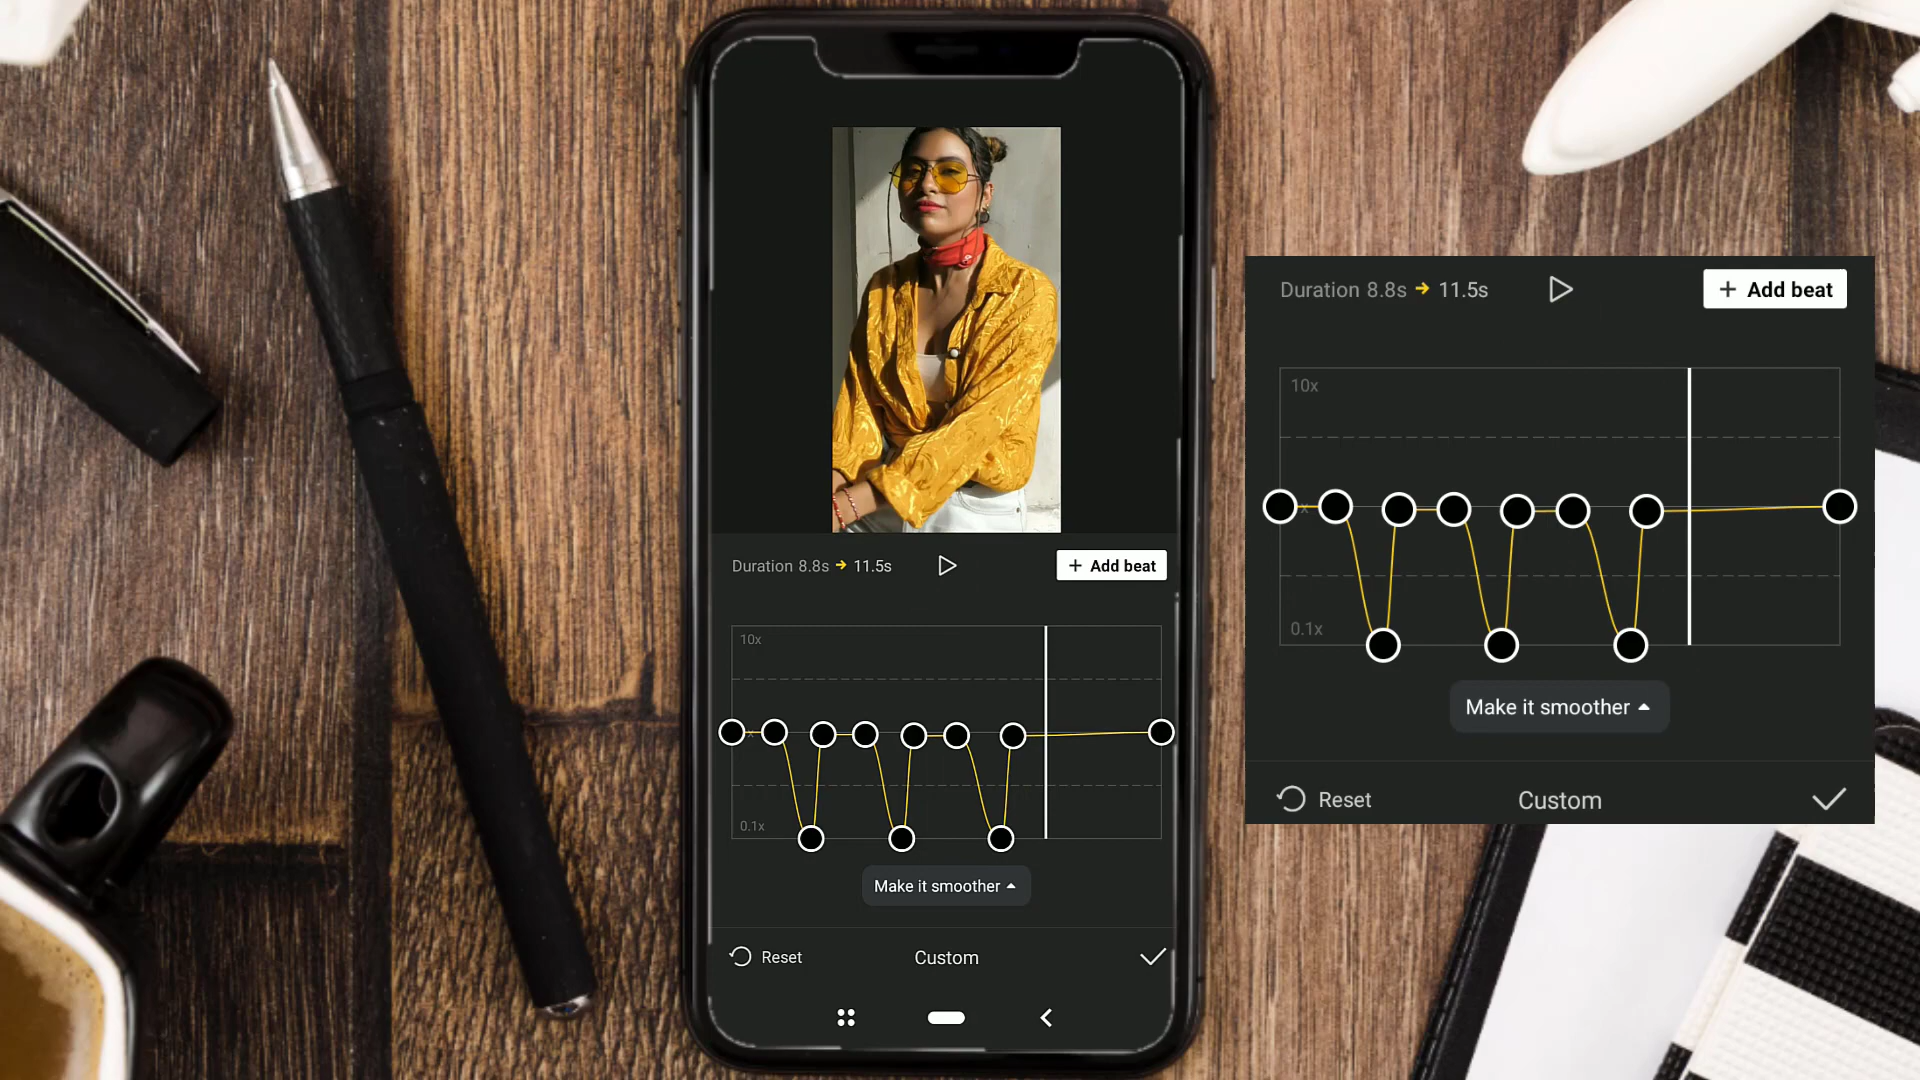 Duration 8.8s → 11.5s
+ Add beat
10x
x
0.1x
Make it smoother
Reset
Custom
Duration 8.8s → 11.5s
+ Add beat
10x
x
0.1x
Make it smoother
Reset
Custom